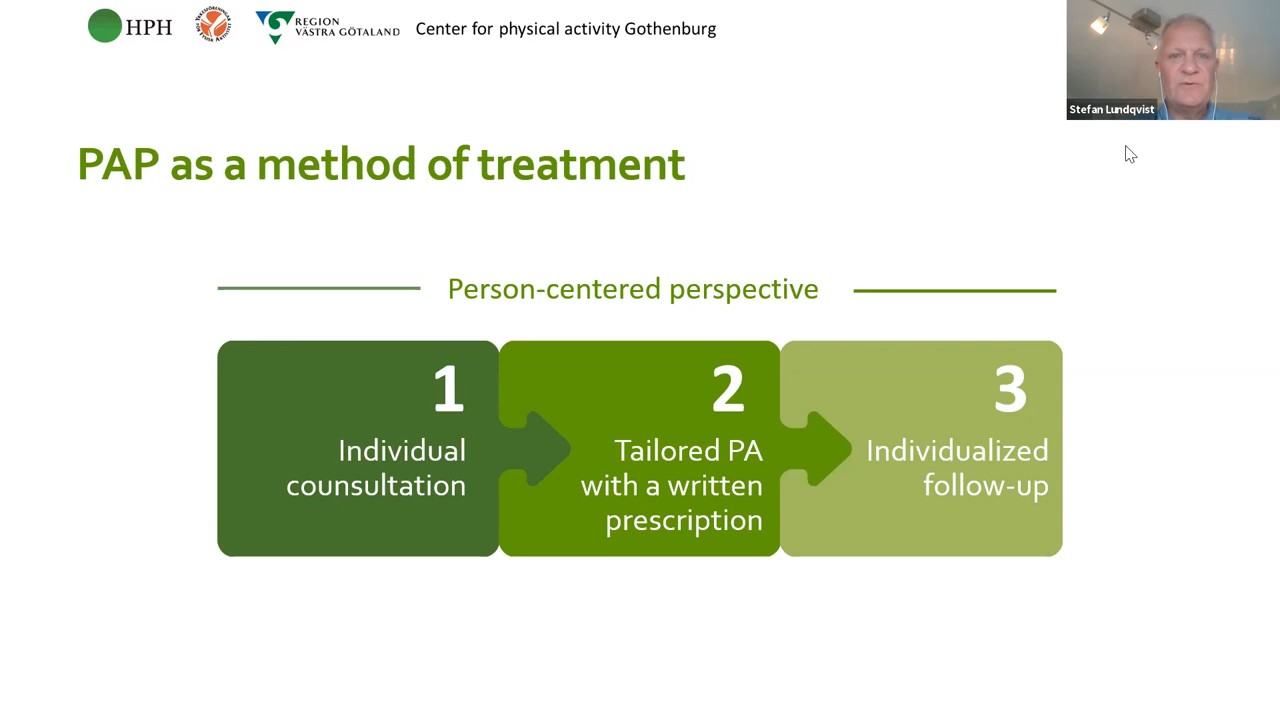 HPH
REGION
VÄSTRA GÖTALAND
Center for physical activity Gothenburg
Stefan Lundqvist
PAP as a method of treatment
Person-centered perspective
1
Individual
counsultation
2
Tailored PA
with a written
prescription
3
Individualized
follow-up